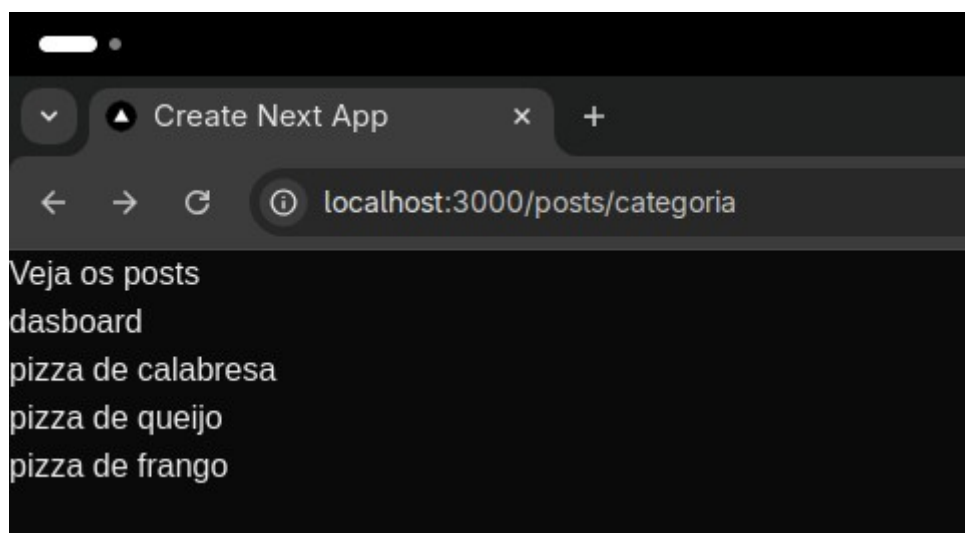 Create Next App
localhost:3000/posts/categoria
Veja os posts
dasboard
pizza de calabresa
pizza de queijo
pizza de frango